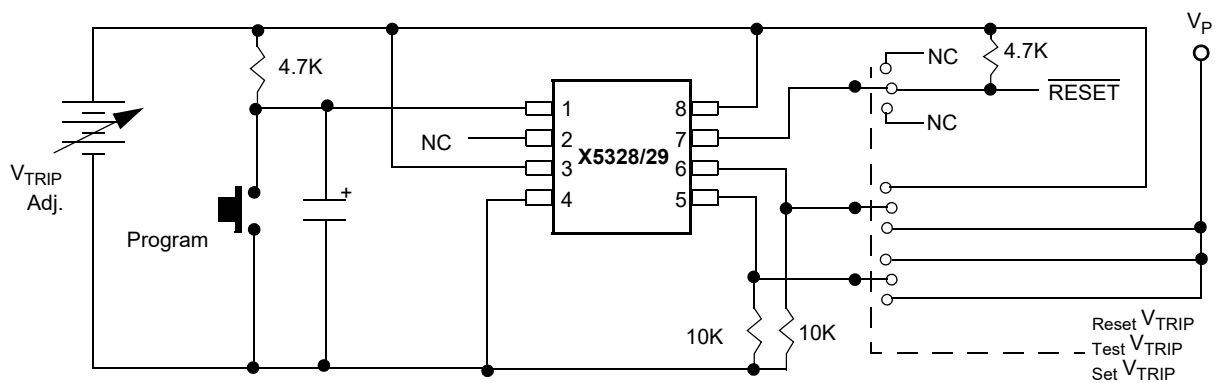 V_P
4.7K
NC
4.7K
RESET
1
8
NC
2
7
NC
X5328/29
3
6
V_TRIP
Adj.
4
5
+
Program
10K
10K
Reset V_TRIP
Test V_TRIP
Set V_TRIP